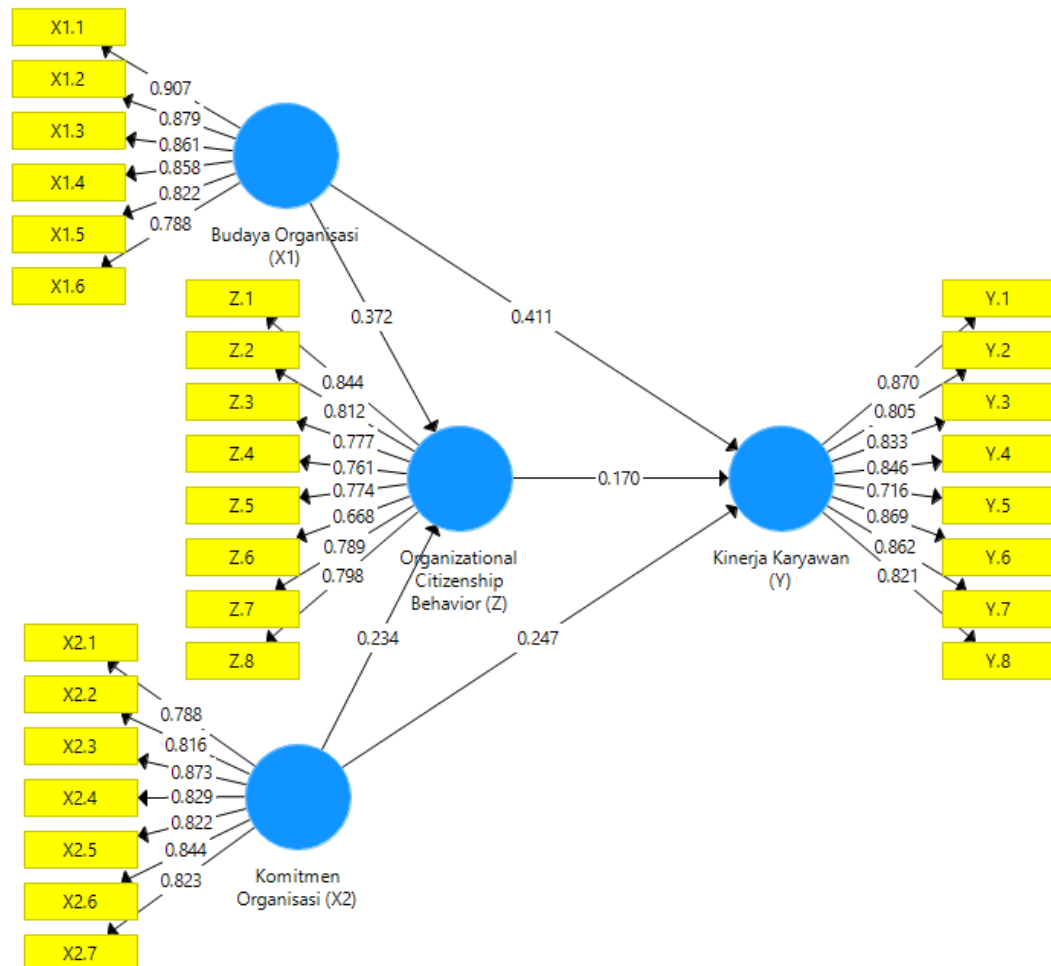 X1.1
X1.2
X1.3
X1.4
X1.5
X1.6
0.907
0.879
0.861
0.858
0.822
0.788
Budaya Organisasi
(X1)
0.372
0.411
Z.1
Z.2
Z.3
Z.4
Z.5
Z.6
Z.7
Z.8
0.844
0.812
0.777
0.761
0.774
0.668
0.789
0.798
Organizational
Citizenship
Behavior (Z)
0.170
0.234
0.247
Y.1
Y.2
Y.3
Y.4
Y.5
Y.6
Y.7
Y.8
0.870
0.805
0.833
0.846
0.716
0.869
0.862
0.821
Kinerja Karyawan
(Y)
X2.1
X2.2
X2.3
X2.4
X2.5
X2.6
X2.7
0.788
0.816
0.873
0.829
0.822
0.844
0.823
Komitmen
Organisasi (X2)